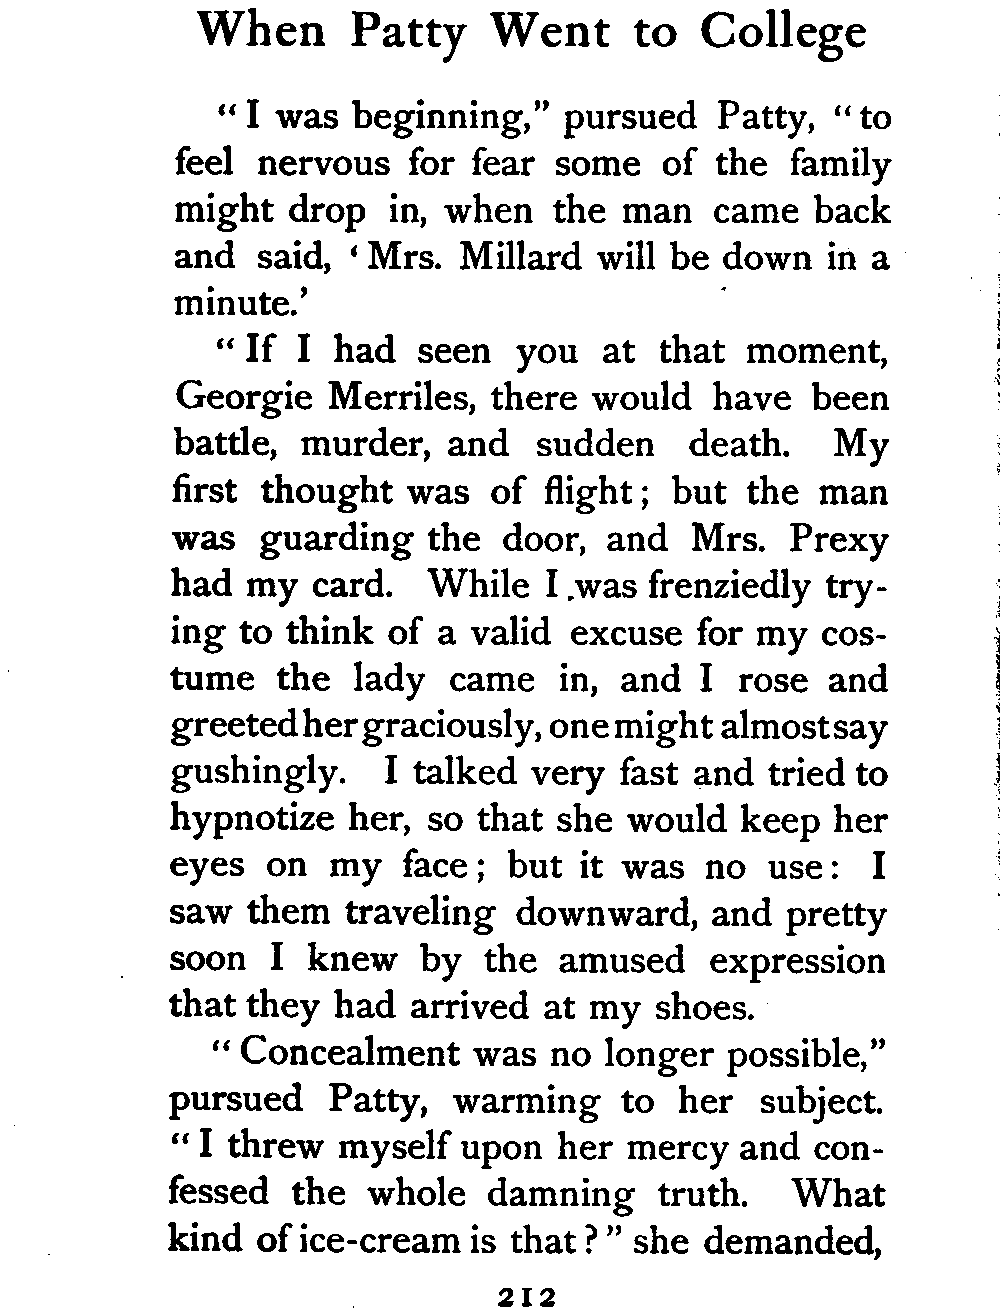 When Patty Went to College
“I was beginning,” pursued Patty, “to
feel nervous for fear some of the family
might drop in, when the man came back
and said, ‘Mrs. Millard will be down in a
minute.’
“If I had seen you at that moment,
Georgie Merriles, there would have been
battle, murder, and sudden death. My
first thought was of flight; but the man
was guarding the door, and Mrs. Prexy
had my card. While I was frenziedly try-
ing to think of a valid excuse for my cos-
tume the lady came in, and I rose and
greeted her graciously, one might almost say
gushingly. I talked very fast and tried to
hypnotize her, so that she would keep her
eyes on my face; but it was no use: I
saw them traveling downward, and pretty
soon I knew by the amused expression
that they had arrived at my shoes.
“Concealment was no longer possible,”
pursued Patty, warming to her subject.
“I threw myself upon her mercy and con-
fessed the whole damning truth. What
kind of ice-cream is that?” she demanded,
212